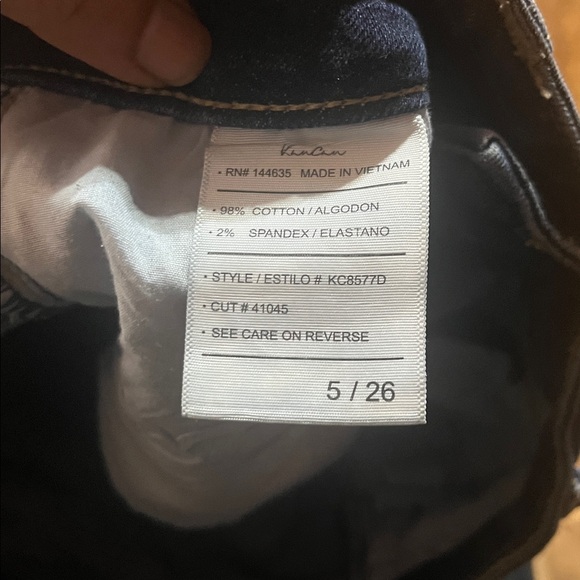 KanCan
· RN# 144635 MADE IN VIETNAM
· 98% COTTON / ALGODON
· 2% SPANDEX / ELASTANO
· STYLE / ESTILO # KC8577D
· CUT # 41045
· SEE CARE ON REVERSE
5 / 26